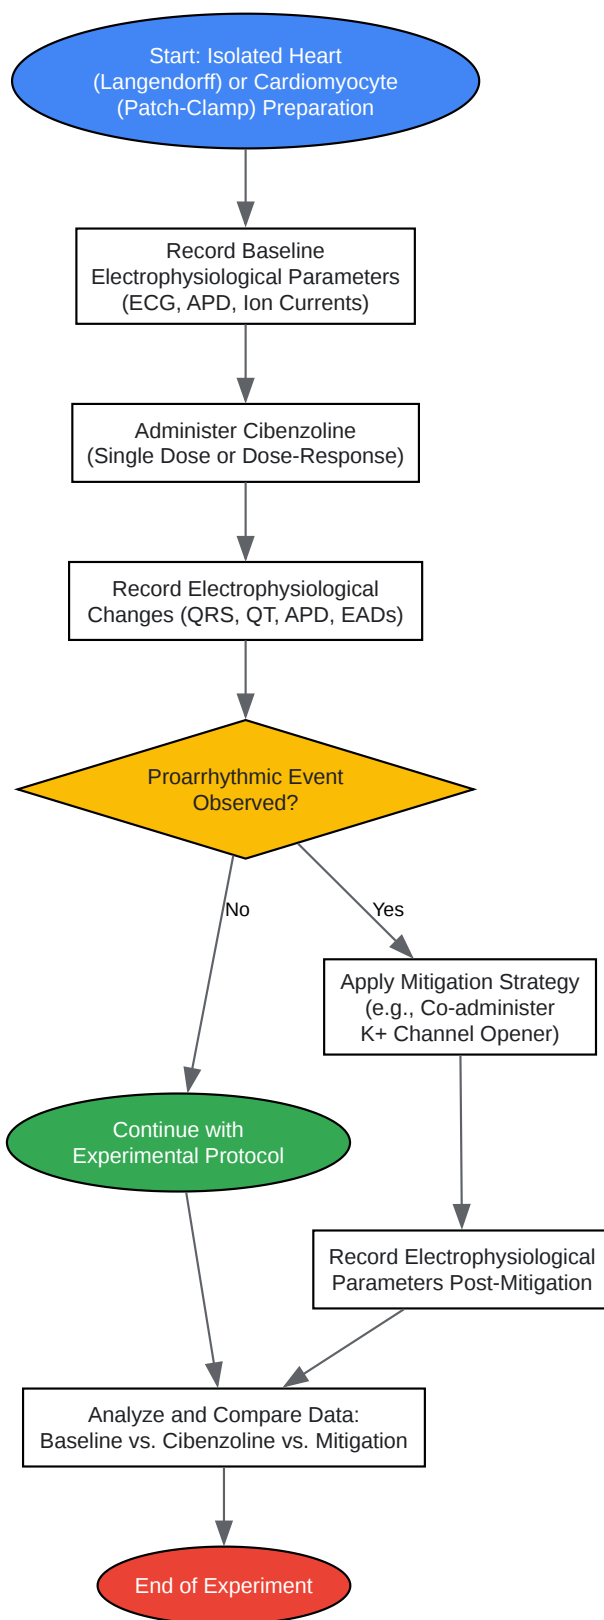 Start: Isolated Heart
(Langendorff) or Cardiomyocyte
(Patch-Clamp) Preparation
Record Baseline
Electrophysiological Parameters
(ECG, APD, Ion Currents)
Administer Cibenzoline
(Single Dose or Dose-Response)
Record Electrophysiological
Changes (QRS, QT, APD, EADs)
Proarrhythmic Event
Observed?
No
Yes
Apply Mitigation Strategy
(e.g., Co-administer
K+ Channel Opener)
Continue with
Experimental Protocol
Record Electrophysiological
Parameters Post-Mitigation
Analyze and Compare Data:
Baseline vs. Cibenzoline vs. Mitigation
End of Experiment